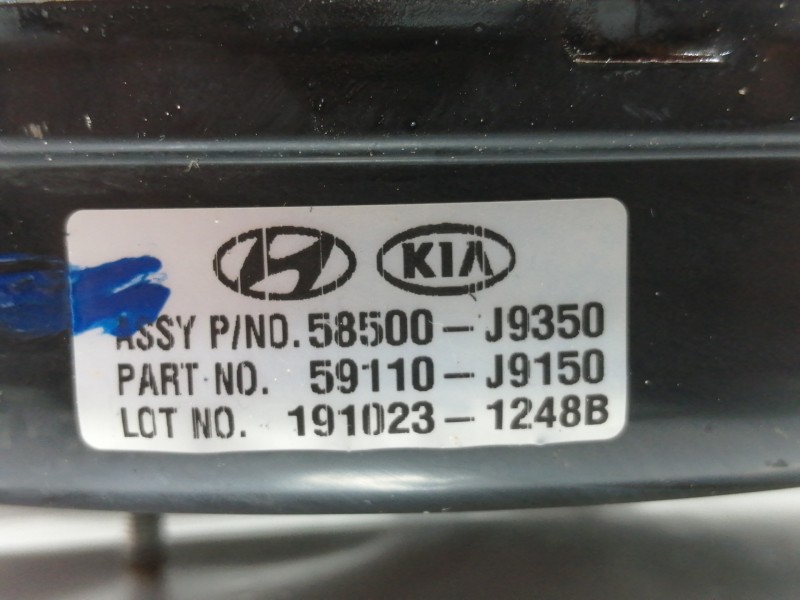 KIA
ASSY P/NO. 58500-J9350
PART NO. 59110-J9150
LOT NO. 191023-1248B